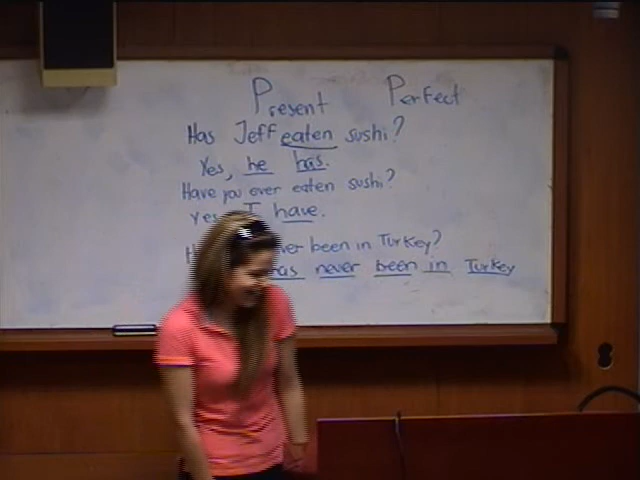 Present Perfect
Has Jeff eaten sushi?
Yes, he has.
Have you ever eaten sushi?
Yes I have.
been in Turkey?
has never been in Turkey